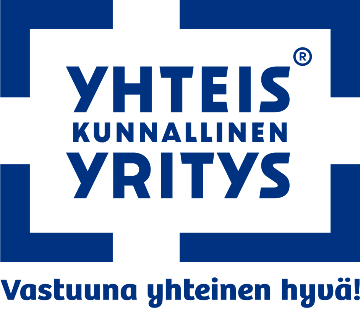 YHTEIS®
KUNNALLINEN
YRITYS
Vastuuna yhteinen hyvä!